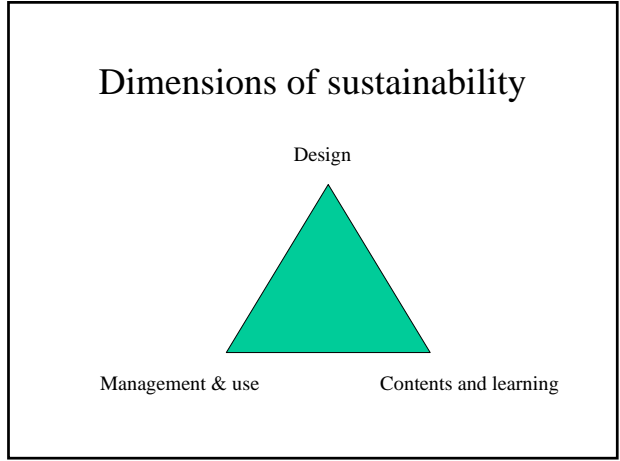 Dimensions of sustainability
Design
Management & use
Contents and learning